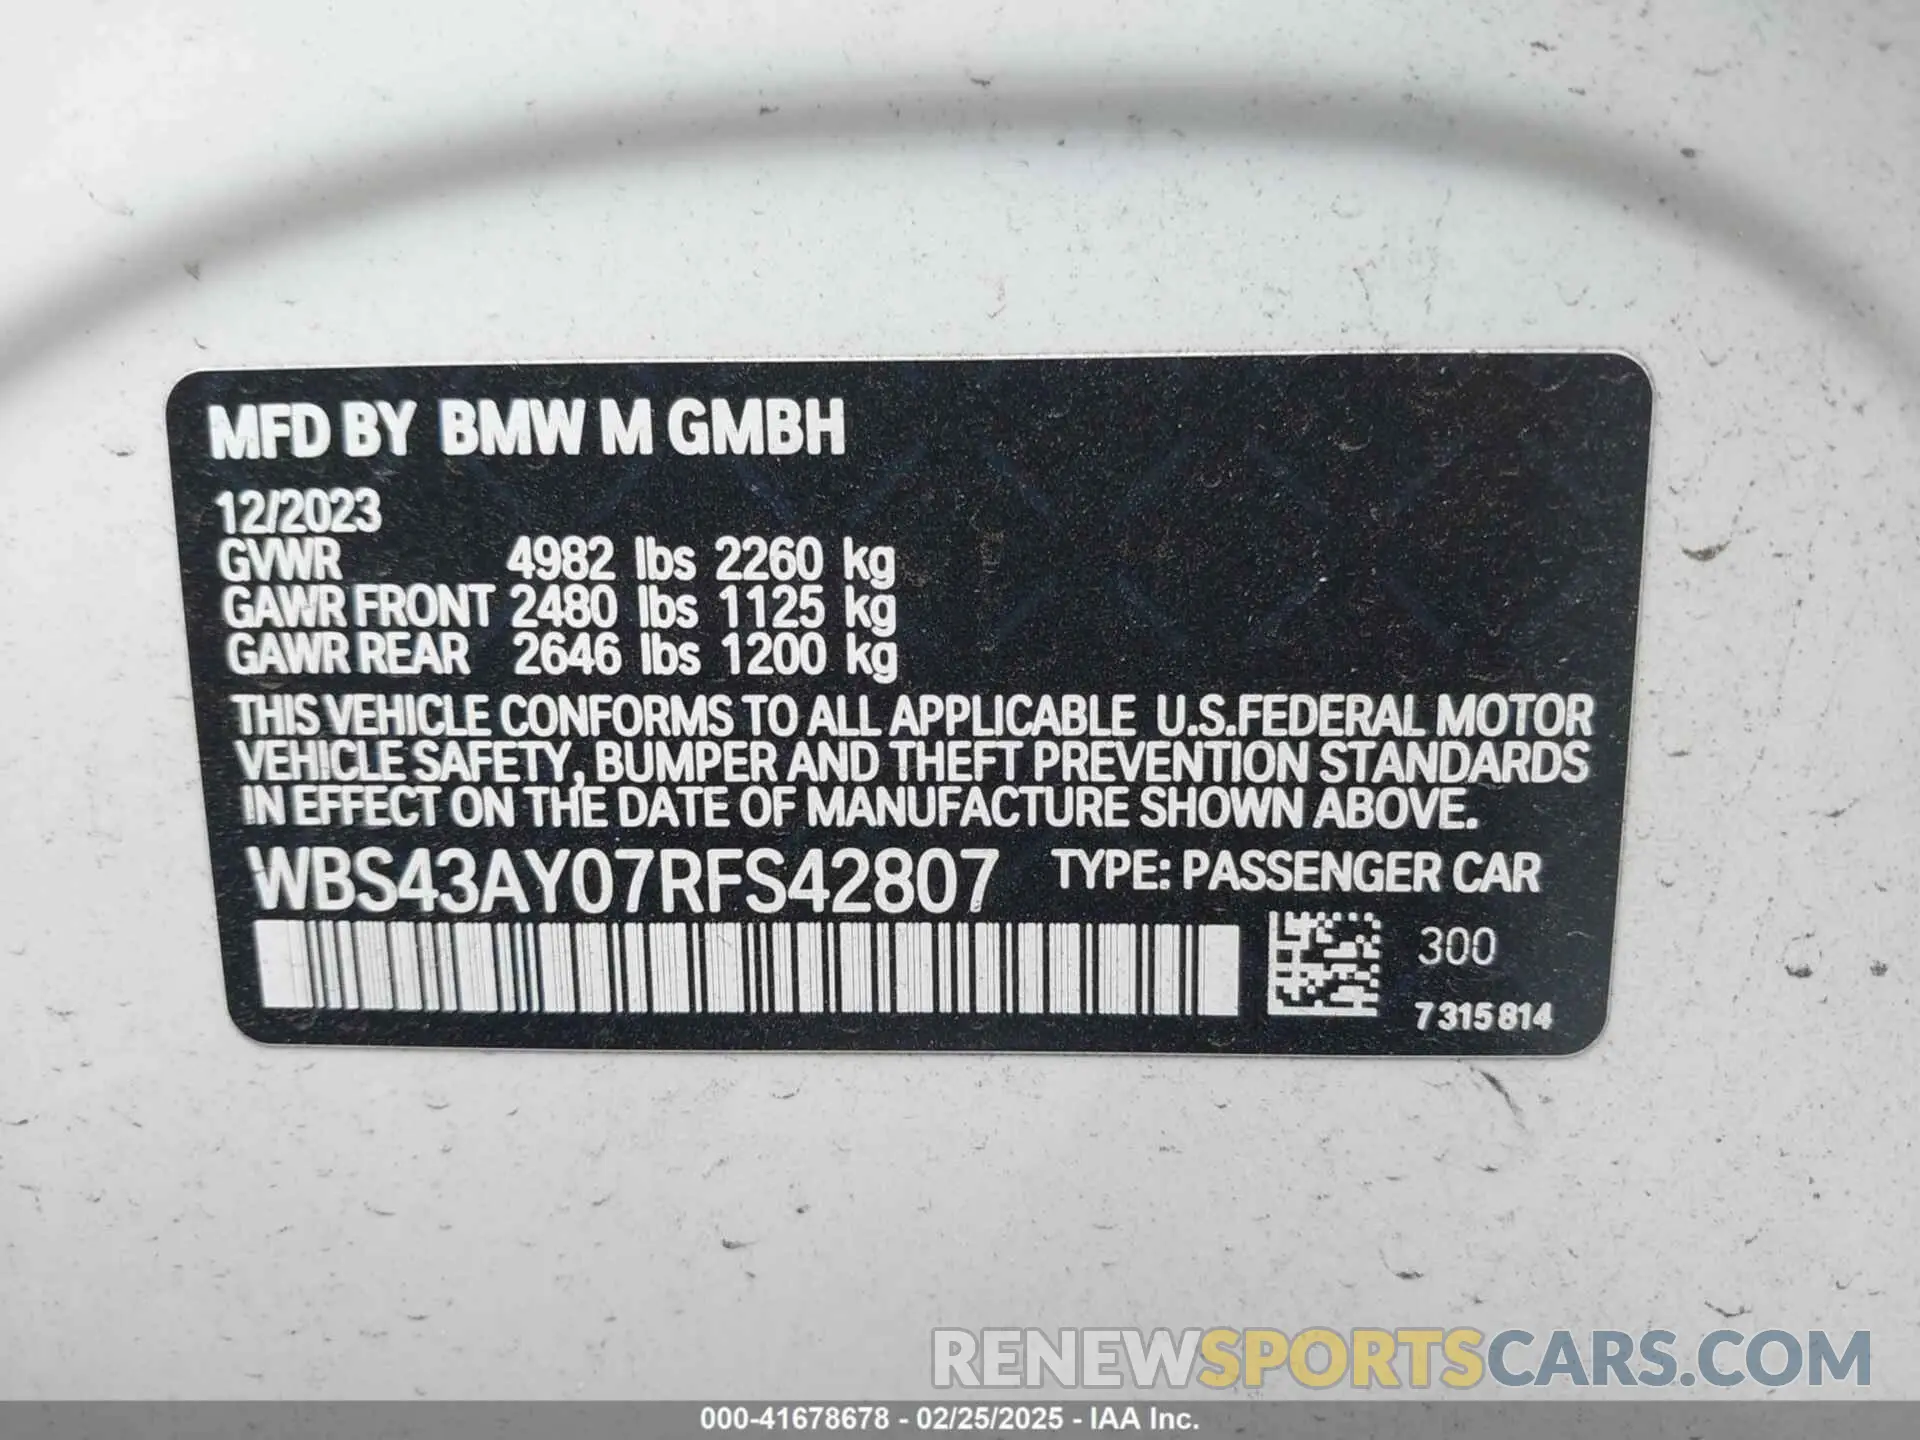 MFD BY BMW M GMBH
12/2023
GVWR 4982 lbs 2260 kg
GAWR FRONT 2480 lbs 1125 kg
GAWR REAR 2646 lbs 1200 kg
THIS VEHICLE CONFORMS TO ALL APPLICABLE U.S.FEDERAL MOTOR
VEHICLE SAFETY, BUMPER AND THEFT PREVENTION STANDARDS
IN EFFECT ON THE DATE OF MANUFACTURE SHOWN ABOVE.
WBS43AY07RFS42807 TYPE: PASSENGER CAR
300
7 315 814
RENEWSPORTSCARS.COM
000-41678678 - 02/25/2025 - IAA Inc.